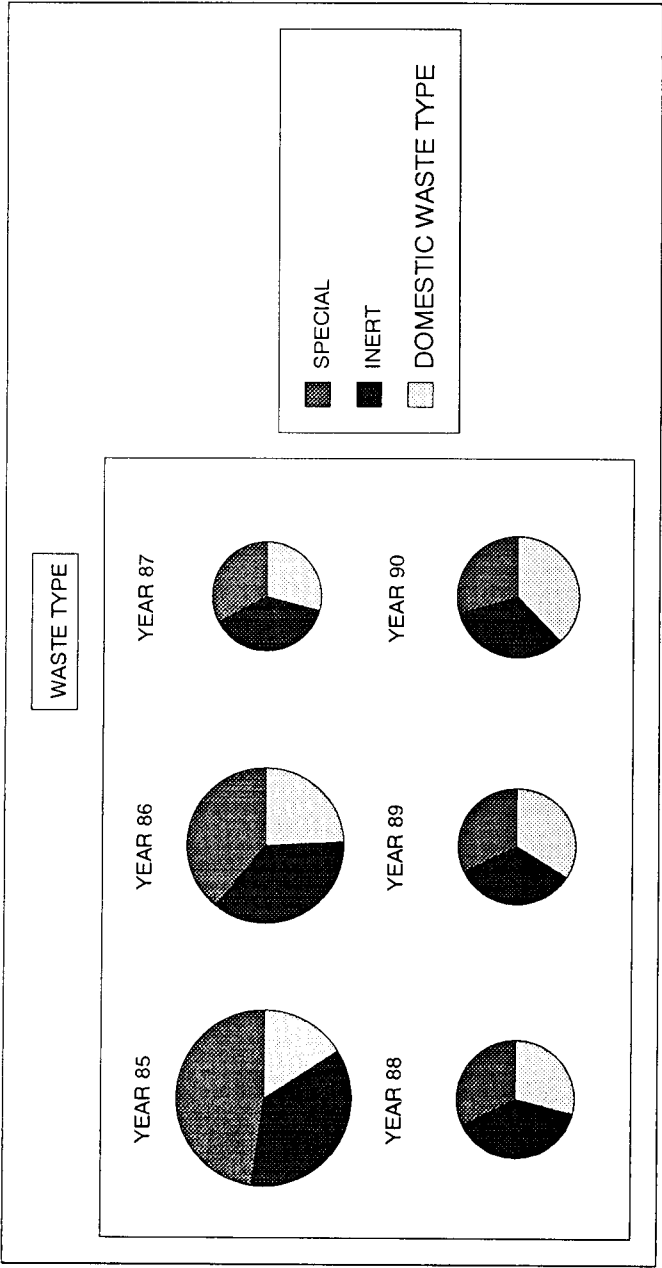 WASTE TYPE
YEAR 85
YEAR 86
YEAR 87
YEAR 88
YEAR 89
YEAR 90
SPECIAL
INERT
DOMESTIC WASTE TYPE